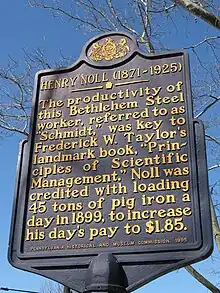 HENRY NOLL (1871-1925)
The productivity of
this Bethlehem Steel
worker, referred to as
"Schmidt," was key to
Frederick W. Taylor's
landmark book, "Prin-
ciples of Scientific
Management." Noll was
credited with loading
45 tons of pig iron a
day in 1899, to increase
his day's pay to $1.85.
PENNSYLVANIA HISTORICAL AND MUSEUM COMMISSION, 1995